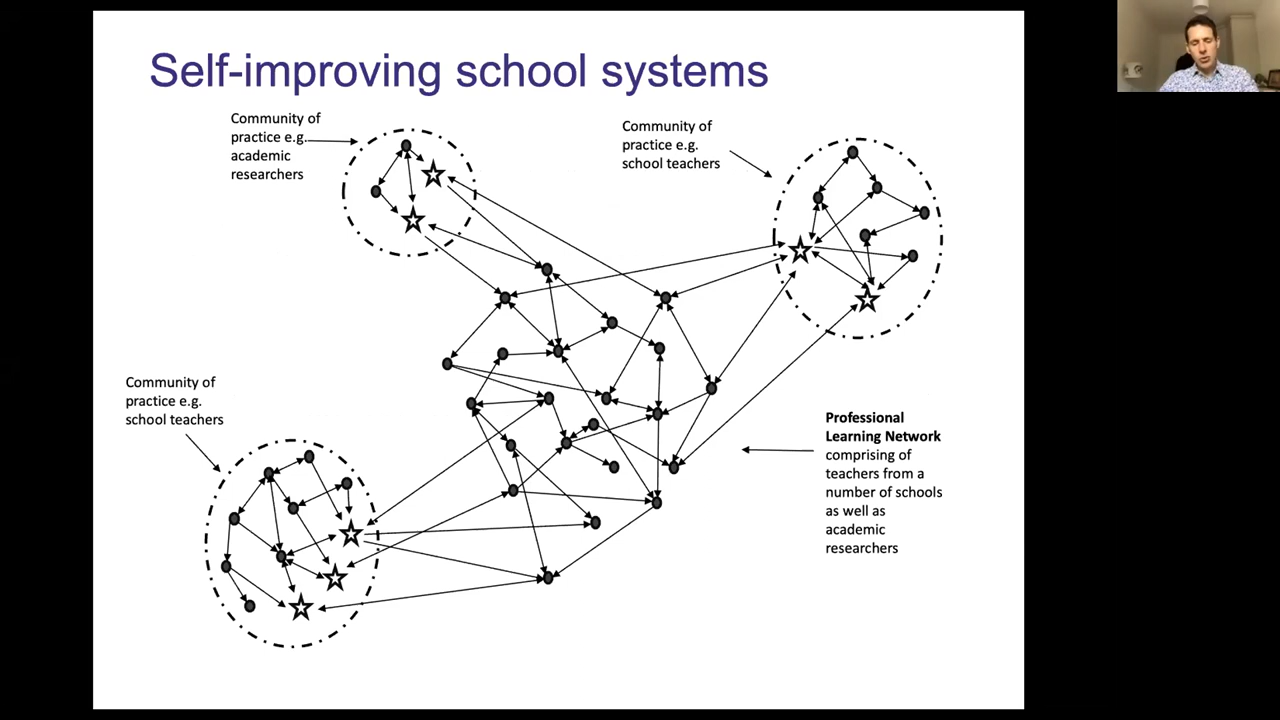 Self-improving school systems
Community of
practice e.g.
academic
researchers
Community of
practice e.g.
school teachers
Community of
practice e.g.
school teachers
Professional
Learning Network
comprising of
teachers from a
number of schools
as well as
academic
researchers